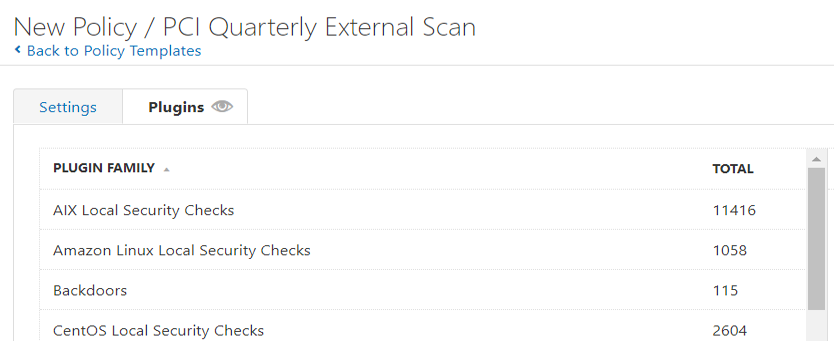 New Policy / PCI Quarterly External Scan
Back to Policy Templates
Settings Plugins
PLUGIN FAMILY TOTAL
AIX Local Security Checks 11416
Amazon Linux Local Security Checks 1058
Backdoors 115
CentOS Local Security Checks 2604